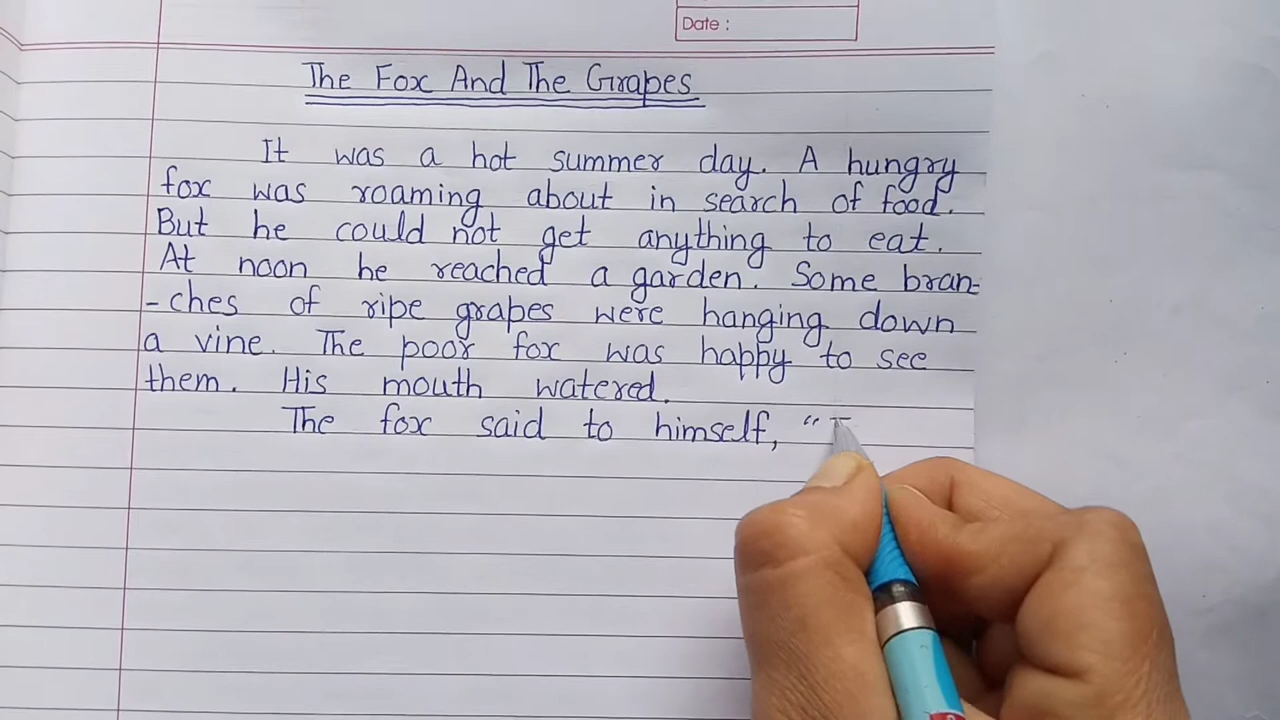 Date :
The Fox And The Grapes
It was a hot summer day. A hungry
fox was roaming about in search of food.
But he could not get anything to eat.
At noon he reached a garden. Some bran-
-ches of ripe grapes were hanging down
a vine. The poor fox was happy to see
them. His mouth watered.
The fox said to himself, "